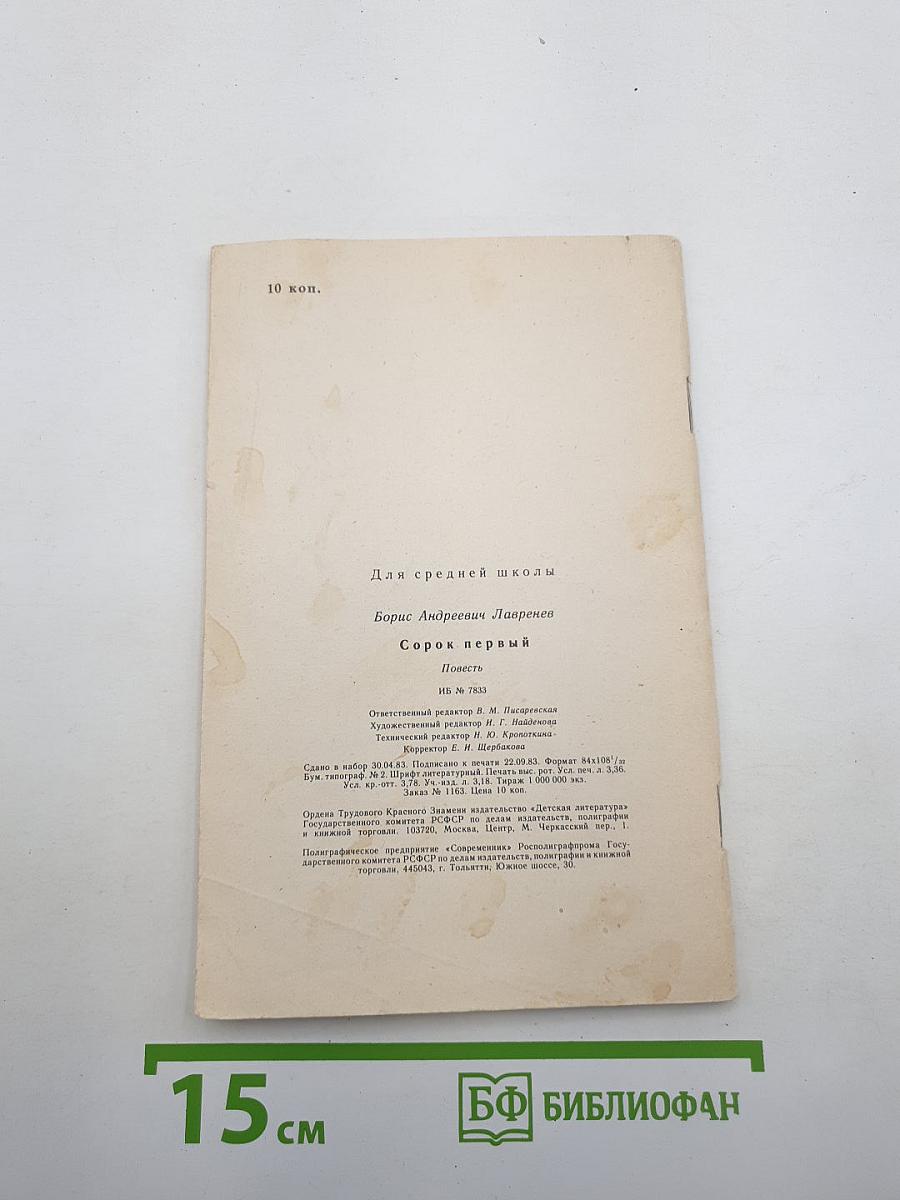 10 коп.
Для средней школы
Борис Андреевич Лавренев
Сорок первый
Повесть
ИБ № 7833
Ответственный редактор В. М. Писаревская
Художественный редактор И. Г. Найденова
Технический редактор Н. Ю. Кропоткина
Корректор Е. И. Щербакова
Сдано в набор 30.04.83. Подписано к печати 22.09.83. Формат 84x108¹/₃₂
Бум. типограф. № 2. Шрифт литературный. Печать выс. рот. Усл. печ. л. 3,36.
Усл. кр.-отт. 3,78. Уч.-изд. л. 3,18. Тираж 1 000 000 экз.
Заказ № 1163. Цена 10 коп.
Ордена Трудового Красного Знамени издательство «Детская литература»
Государственного комитета РСФСР по делам издательств, полиграфии
и книжной торговли. 103720, Москва, Центр, М. Черкасский пер., 1.
Полиграфическое предприятие «Современник» Росполиграфпрома Госу-
дарственного комитета РСФСР по делам издательств, полиграфии и книжной
торговли, 445043, г. Тольятти, Южное шоссе, 30.
15 см
БФ БИБЛИОФАН